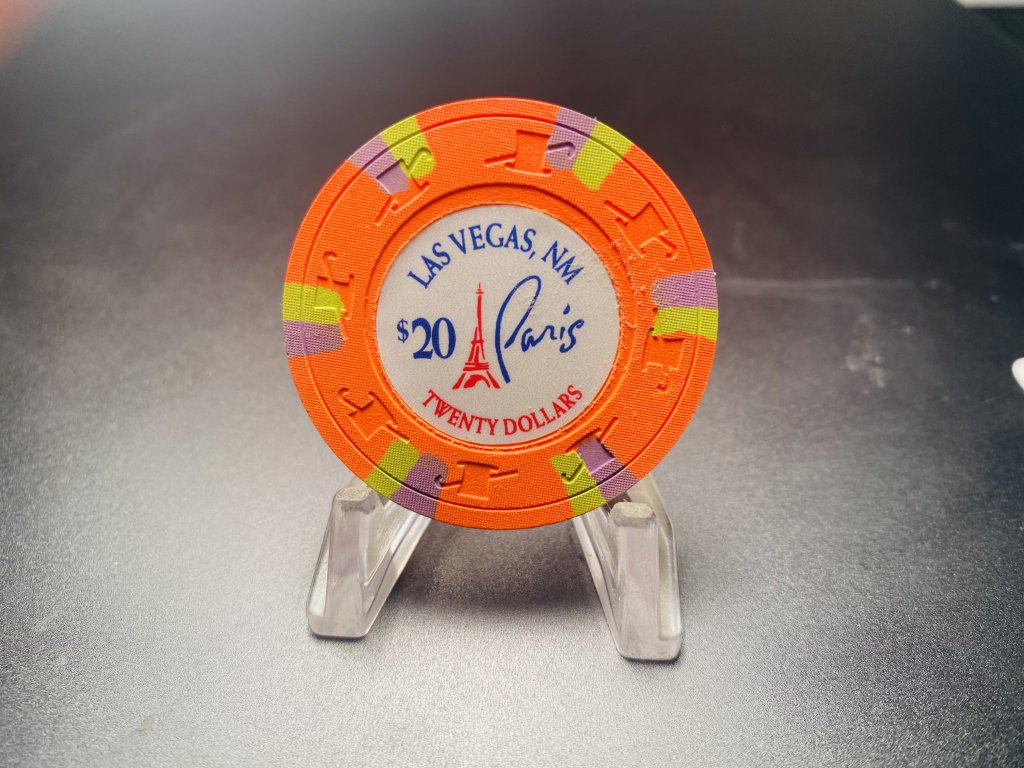 LAS VEGAS, NM
$20 Paris
TWENTY DOLLARS